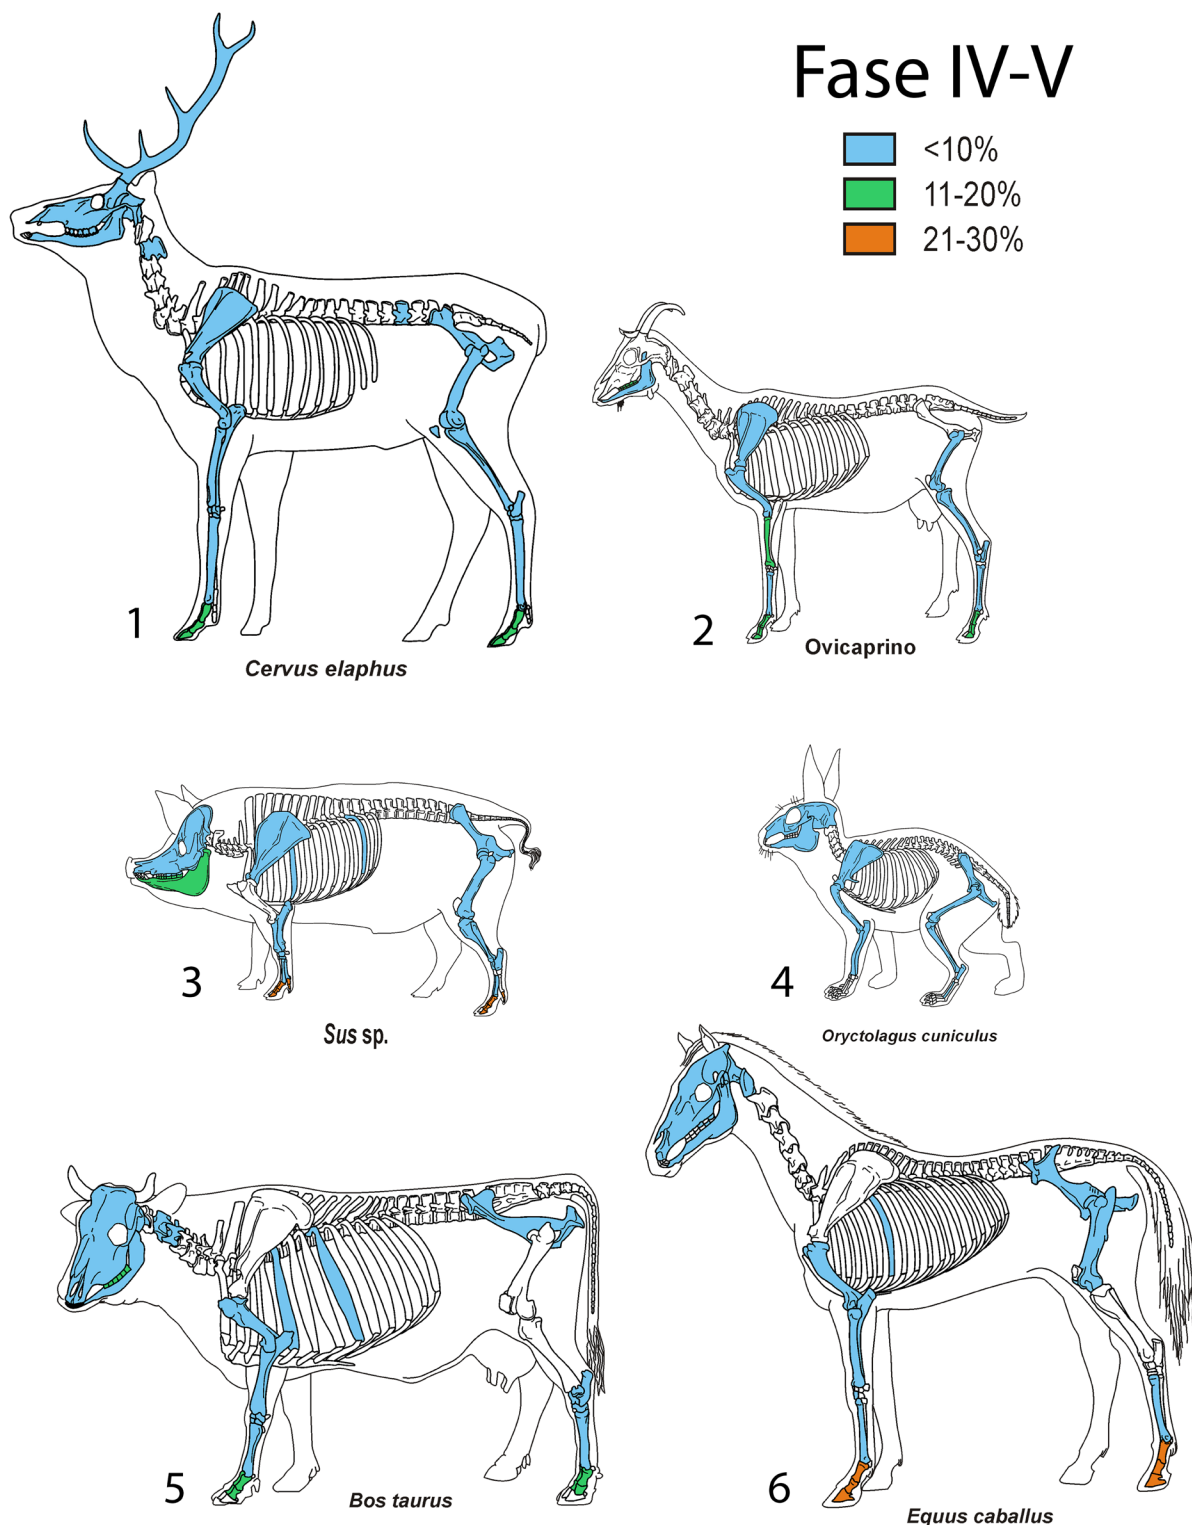 Fase IV-V
<10%
11-20%
21-30%
1
Cervus elaphus
2
Ovicaprino
3
Sus sp.
4
Oryctolagus cuniculus
5
Bos taurus
6
Equus caballus